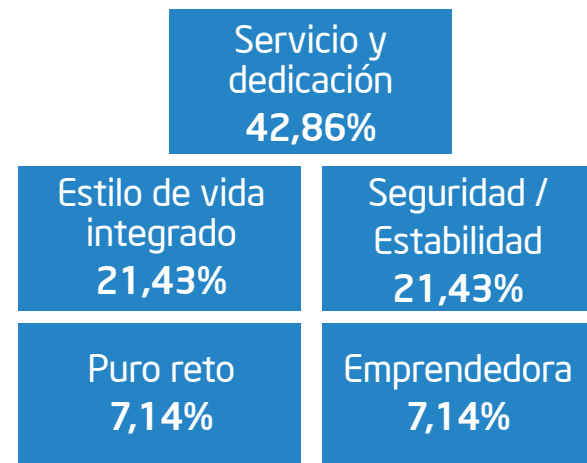 Servicio y
dedicación
42,86%
Estilo de vida
integrado
21,43%
Seguridad /
Estabilidad
21,43%
Puro reto
7,14%
Emprendedora
7,14%